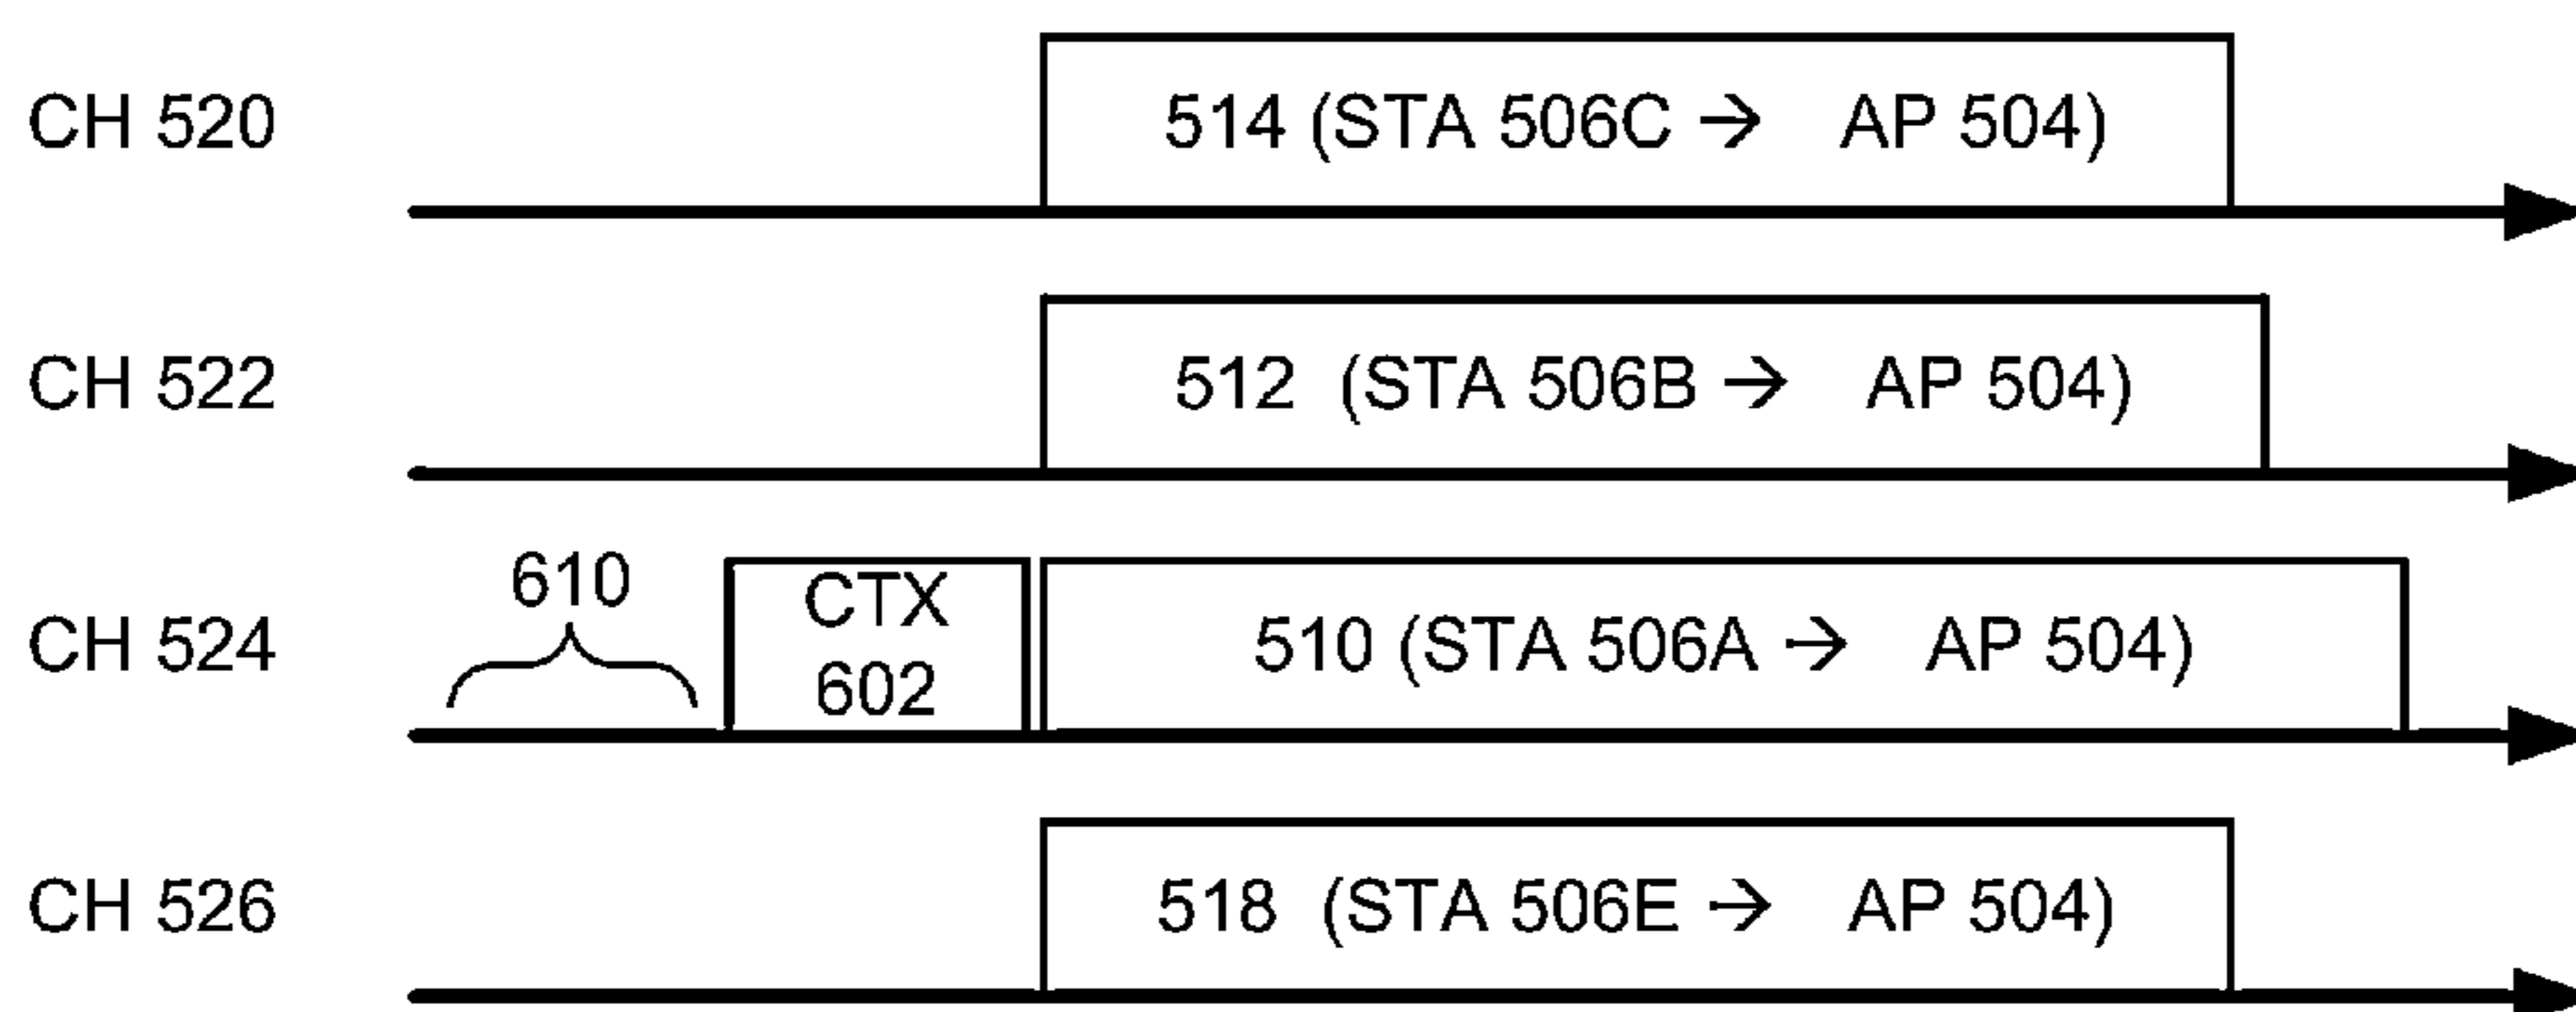 CH 520
514 (STA 506C → AP 504)
CH 522
512 (STA 506B → AP 504)
CH 524
610
CTX
602
510 (STA 506A → AP 504)
CH 526
518 (STA 506E → AP 504)